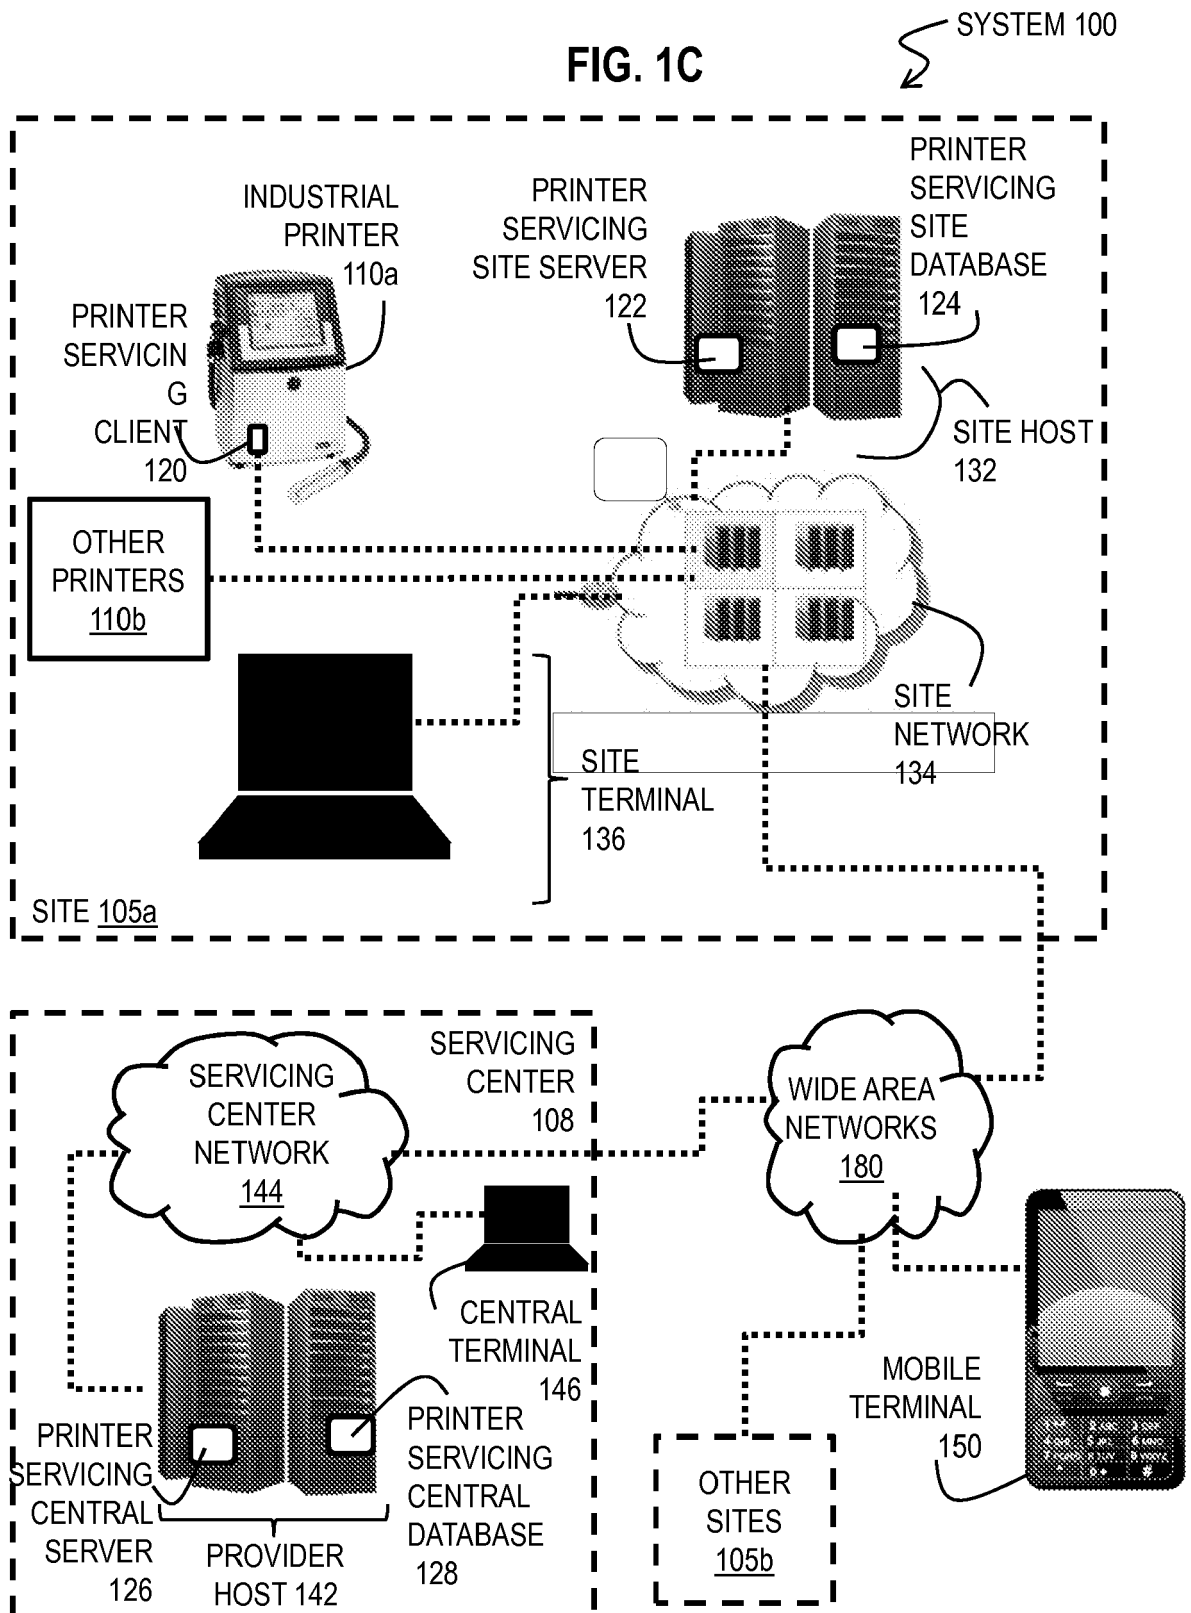 SYSTEM 100
FIG. 1C
PRINTER
SERVICING
SITE
DATABASE
124
PRINTER
SERVICING
SITE SERVER
122
INDUSTRIAL
PRINTER
110a
PRINTER
SERVICIN
G
CLIENT
120
SITE HOST
132
OTHER
PRINTERS
110b
SITE
NETWORK
134
SITE
TERMINAL
136
SITE 105a
SERVICING
CENTER
108
SERVICING
CENTER
NETWORK
144
WIDE AREA
NETWORKS
180
CENTRAL
TERMINAL
146
MOBILE
TERMINAL
150
PRINTER
SERVICING
CENTRAL
SERVER
126
PROVIDER
HOST 142
PRINTER
SERVICING
CENTRAL
DATABASE
128
OTHER
SITES
105b